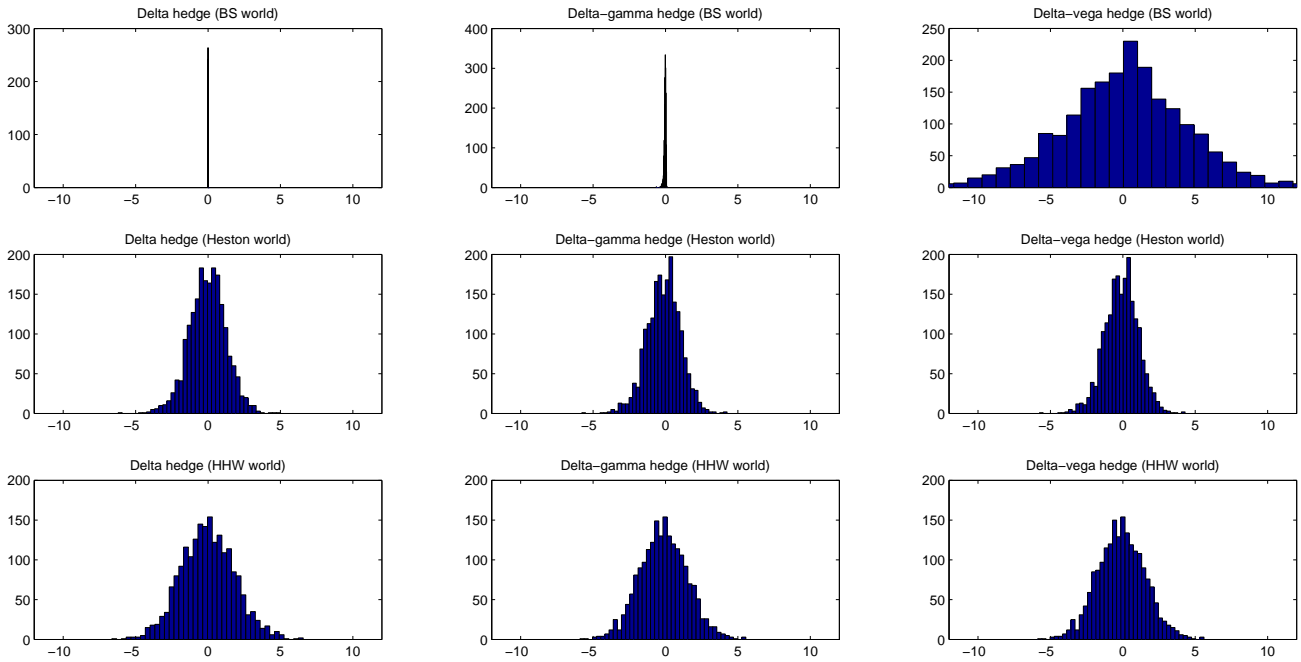 Delta hedge (BS world)
300
200
100
0
−10 −5 0 5 10
Delta−gamma hedge (BS world)
400
300
200
100
0
−10 −5 0 5 10
Delta−vega hedge (BS world)
250
200
150
100
50
0
−10 −5 0 5 10
Delta hedge (Heston world)
200
150
100
50
0
−10 −5 0 5 10
Delta−gamma hedge (Heston world)
200
150
100
50
0
−10 −5 0 5 10
Delta−vega hedge (Heston world)
200
150
100
50
0
−10 −5 0 5 10
Delta hedge (HHW world)
200
150
100
50
0
−10 −5 0 5 10
Delta−gamma hedge (HHW world)
200
150
100
50
0
−10 −5 0 5 10
Delta−vega hedge (HHW world)
200
150
100
50
0
−10 −5 0 5 10